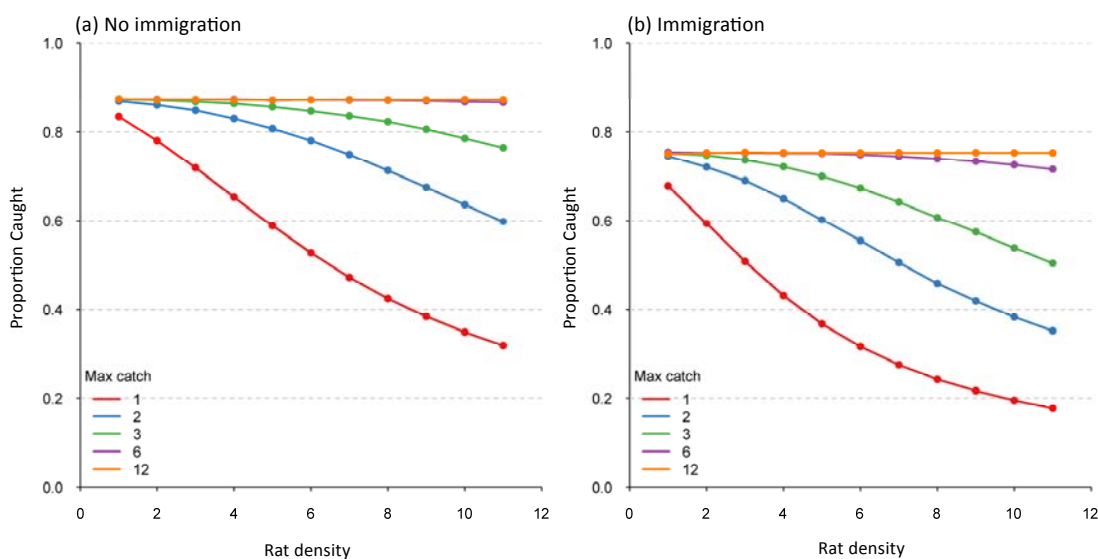 (a) No immigration
1.0
0.8
0.6
0.4
0.2
0.0
Proportion Caught
Max catch
1
2
3
6
12
0 2 4 6 8 10 12
Rat density
(b) Immigration
1.0
0.8
0.6
0.4
0.2
0.0
Proportion Caught
Max catch
1
2
3
6
12
0 2 4 6 8 10 12
Rat density